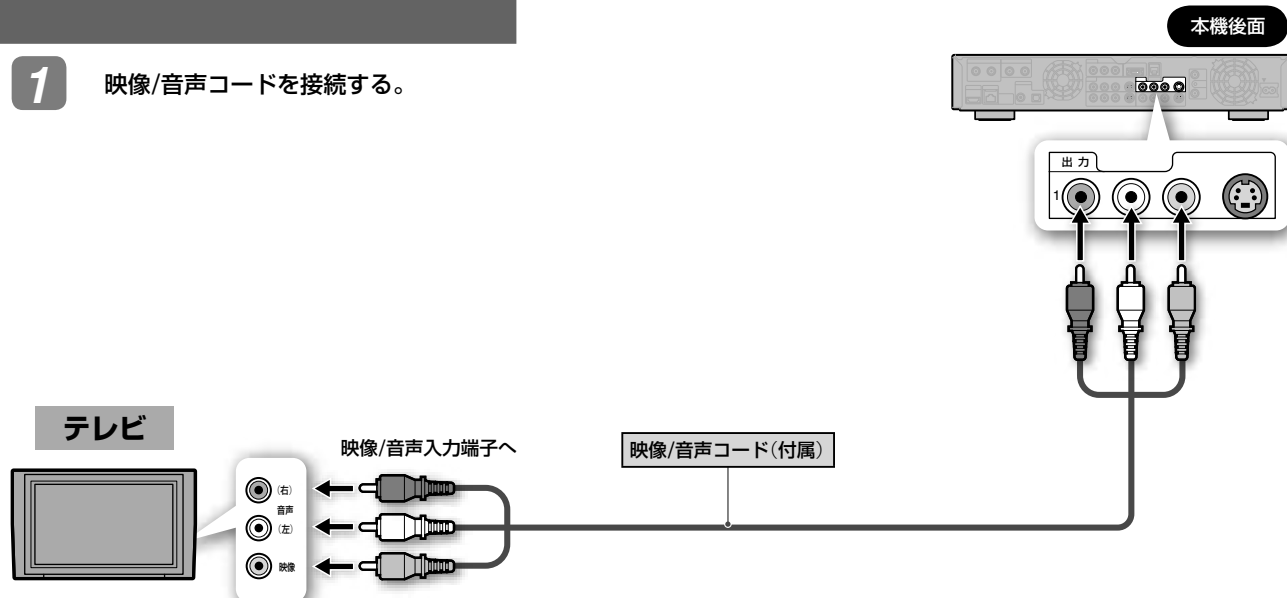 本機後面
1
映像/音声コードを接続する。
出力
1
テレビ
映像/音声入力端子へ
映像/音声コード(付属)
(右)
音声
(左)
映像